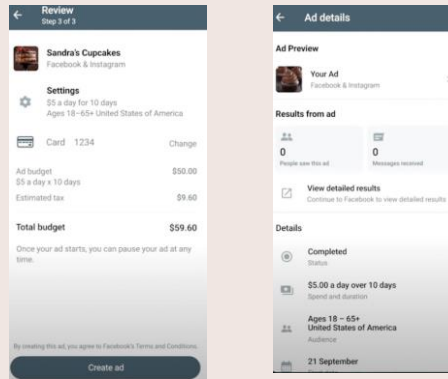 Review
Step 3 of 3
Sandra's Cupcakes
Facebook & Instagram
Settings
$5 a day for 10 days
Ages 18–65+ United States of America
Card 1234
Change
Ad budget
$50.00
$5 a day x 10 days
Estimated tax
$9.60
Total budget
$59.60
Once your ad starts, you can pause your ad at any
time.
By creating this ad, you agree to Facebook's Terms and Conditions.
Create ad
Ad details
Ad Preview
Your Ad
Facebook & Instagram
Results from ad
0
People saw this ad
0
Messages received
View detailed results
Continue to Facebook to view detailed results
Details
Completed
Status
$5.00 a day over 10 days
Spend and duration
Ages 18 – 65+
United States of America
Audience
21 September